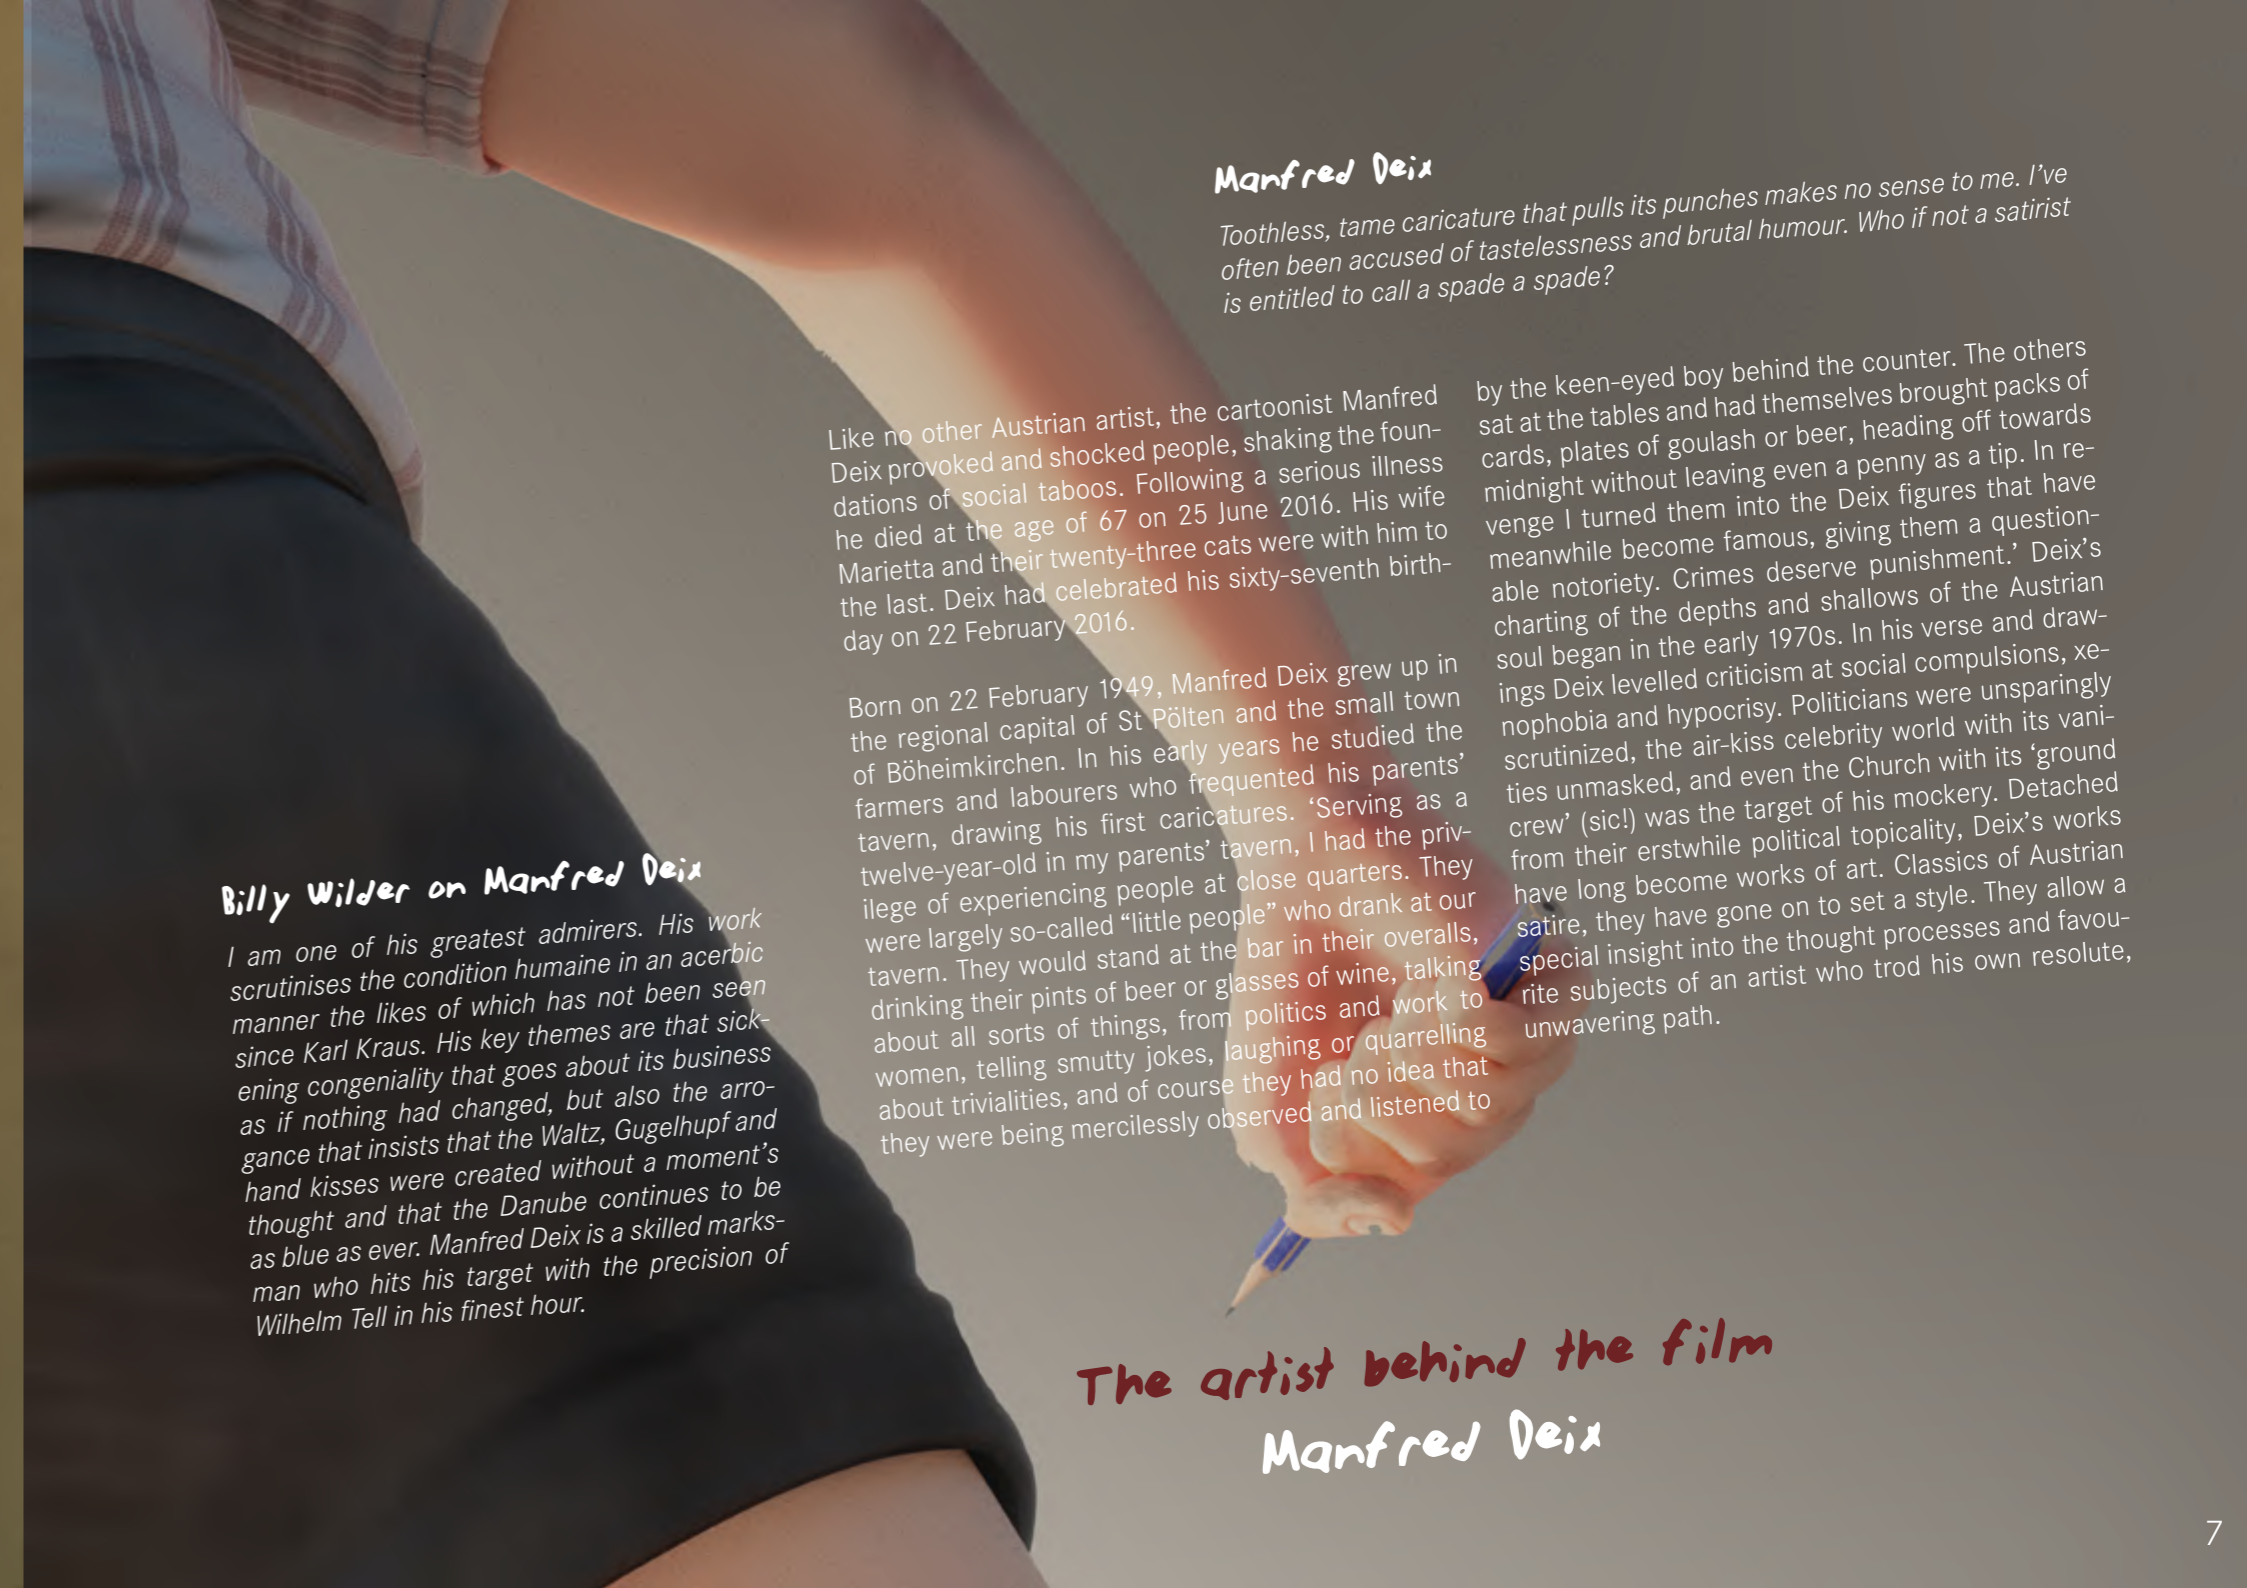 Manfred Deix
Toothless, tame caricature that pulls its punches makes no sense to me. I've
often been accused of tastelessness and brutal humour. Who if not a satirist
is entitled to call a spade a spade?
Like no other Austrian artist, the cartoonist Manfred
Deix provoked and shocked people, shaking the foun-
dations of social taboos. Following a serious illness
he died at the age of 67 on 25 June 2016. His wife
Marietta and their twenty-three cats were with him to
the last. Deix had celebrated his sixty-seventh birth-
day on 22 February 2016.
Born on 22 February 1949, Manfred Deix grew up in
the regional capital of St Pölten and the small town
of Böheimkirchen. In his early years he studied the
farmers and labourers who frequented his parents'
tavern, drawing his first caricatures. 'Serving as a
twelve-year-old in my parents' tavern, I had the priv-
ilege of experiencing people at close quarters. They
were largely so-called “little people” who drank at our
tavern. They would stand at the bar in their overalls,
drinking their pints of beer or glasses of wine, talking
about all sorts of things, from politics and work to
women, telling smutty jokes, laughing or quarrelling
about trivialities, and of course they had no idea that
they were being mercilessly observed and listened to
by the keen-eyed boy behind the counter. The others
sat at the tables and had themselves brought packs of
cards, plates of goulash or beer, heading off towards
midnight without leaving even a penny as a tip. In re-
venge I turned them into the Deix figures that have
meanwhile become famous, giving them a question-
able notoriety. Crimes deserve punishment.' Deix's
charting of the depths and shallows of the Austrian
soul began in the early 1970s. In his verse and draw-
ings Deix levelled criticism at social compulsions, xe-
nophobia and hypocrisy. Politicians were unsparingly
scrutinized, the air-kiss celebrity world with its vani-
ties unmasked, and even the Church with its 'ground
crew' (sic!) was the target of his mockery. Detached
from their erstwhile political topicality, Deix's works
have long become works of art. Classics of Austrian
satire, they have gone on to set a style. They allow a
special insight into the thought processes and favou-
rite subjects of an artist who trod his own resolute,
unwavering path.
Billy Wilder on Manfred Deix
I am one of his greatest admirers. His work
scrutinises the condition humaine in an acerbic
manner the likes of which has not been seen
since Karl Kraus. His key themes are that sick-
ening congeniality that goes about its business
as if nothing had changed, but also the arro-
gance that insists that the Waltz, Gugelhupf and
hand kisses were created without a moment's
thought and that the Danube continues to be
as blue as ever. Manfred Deix is a skilled marks-
man who hits his target with the precision of
Wilhelm Tell in his finest hour.
The artist behind the film
Manfred Deix
7